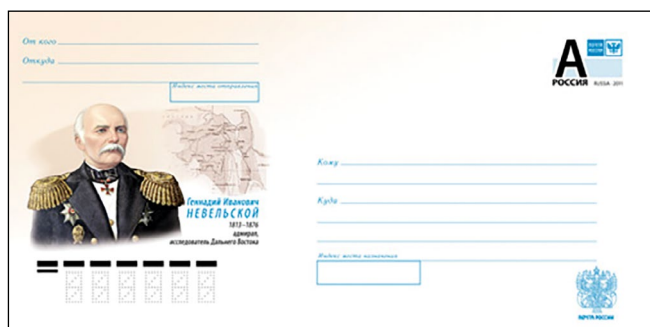 От кого
Откуда
Индекс места отправления
Геннадий Иванович
НЕВЕЛЬСКОЙ
1813–1876
адмирал,
исследователь Дальнего Востока
А
ПОЧТА РОССИИ
РОССИЯ RUSSIA 2011
Кому
Куда
Индекс места назначения
ПОЧТА РОССИИ